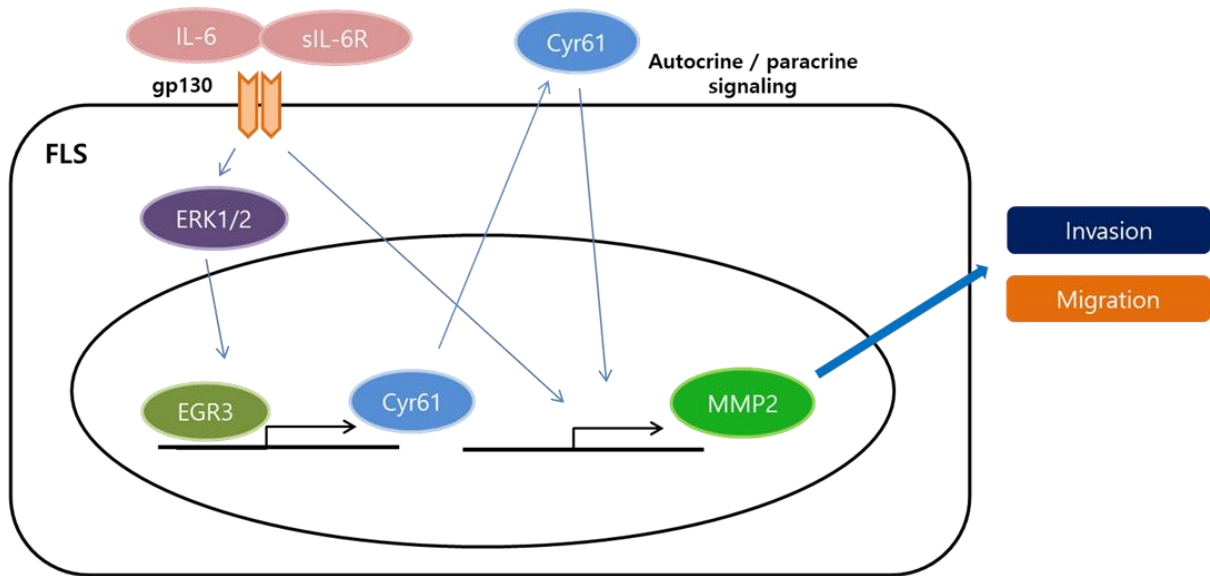 IL-6
sIL-6R
Cyr61
gp130
Autocrine / paracrine
signaling
FLS
ERK1/2
Invasion
Migration
EGR3
Cyr61
MMP2